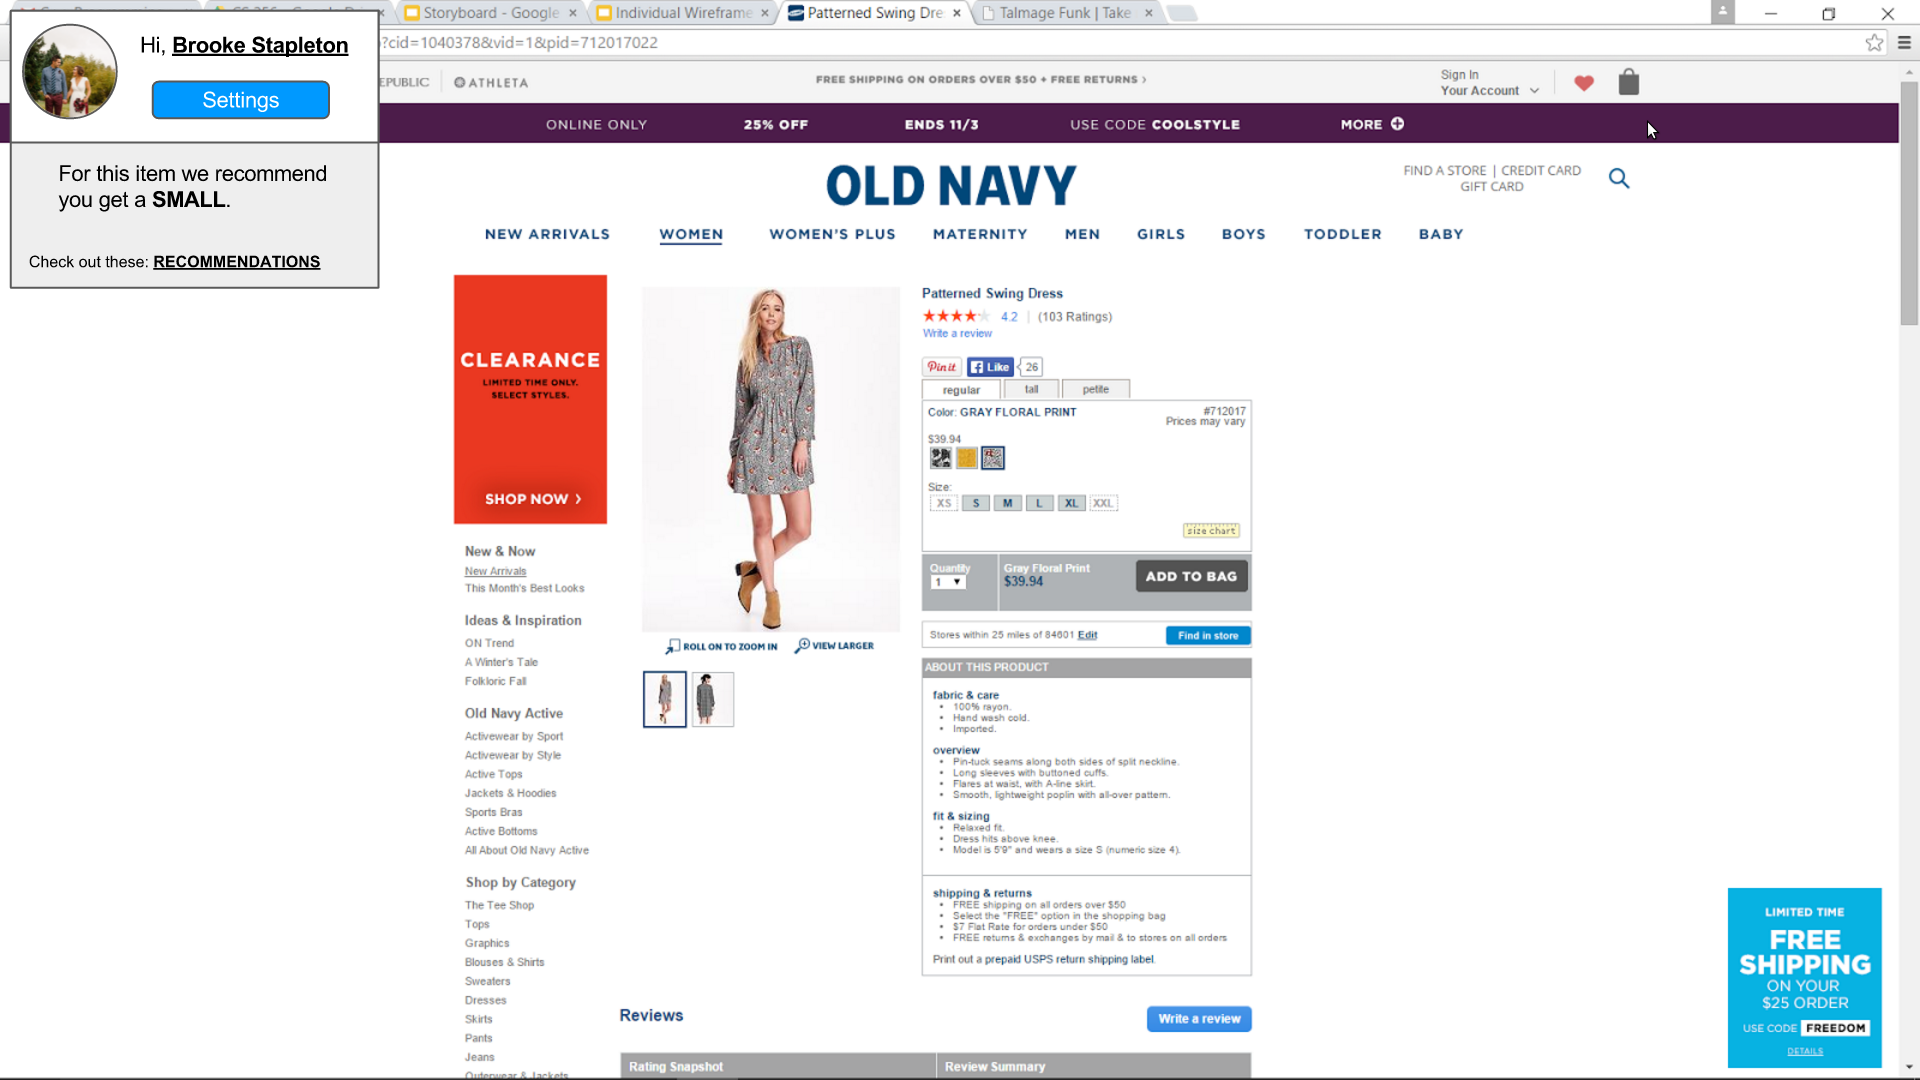 Storyboard - Google
Individual Wireframe
Patterned Swing Dre
Talmage Funk | Take
?cid=1040378&vid=1&pid=712017022
Hi, Brooke Stapleton
Settings
For this item we recommend
you get a SMALL.
Check out these: RECOMMENDATIONS
EPUBLIC
ATHLETA
FREE SHIPPING ON ORDERS OVER $50 + FREE RETURNS ›
Sign In
Your Account
ONLINE ONLY 25% OFF ENDS 11/3 USE CODE COOLSTYLE MORE
OLD NAVY
FIND A STORE | CREDIT CARD
GIFT CARD
NEW ARRIVALS WOMEN WOMEN'S PLUS MATERNITY MEN GIRLS BOYS TODDLER BABY
CLEARANCE
LIMITED TIME ONLY.
SELECT STYLES.
SHOP NOW ›
New & Now
New Arrivals
This Month's Best Looks
Ideas & Inspiration
ON Trend
A Winter's Tale
Folkloric Fall
Old Navy Active
Activewear by Sport
Activewear by Style
Active Tops
Jackets & Hoodies
Sports Bras
Active Bottoms
All About Old Navy Active
Shop by Category
The Tee Shop
Tops
Graphics
Blouses & Shirts
Sweaters
Dresses
Skirts
Pants
Jeans
Outerwear & Jackets
ROLL ON TO ZOOM IN
VIEW LARGER
Patterned Swing Dress
4.2 | (103 Ratings)
Write a review
Pin it
Like
26
regular tall petite
Color: GRAY FLORAL PRINT
#712017
Prices may vary
$39.94
Size:
XS S M L XL XXL
size chart
Quantity
1
Gray Floral Print
$39.94
ADD TO BAG
Stores within 25 miles of 84601 Edit
Find in store
ABOUT THIS PRODUCT
fabric & care
• 100% rayon.
• Hand wash cold.
• Imported.
overview
• Pin-tuck seams along both sides of split neckline.
• Long sleeves with buttoned cuffs.
• Flares at waist, with A-line skirt.
• Smooth, lightweight poplin with all-over pattern.
fit & sizing
• Relaxed fit.
• Dress hits above knee.
• Model is 5'9" and wears a size S (numeric size 4).
shipping & returns
• FREE shipping on all orders over $50
• Select the "FREE" option in the shopping bag
• $7 Flat Rate for orders under $50
• FREE returns & exchanges by mail & to stores on all orders
Print out a prepaid USPS return shipping label.
Reviews
Write a review
Rating Snapshot
Review Summary
LIMITED TIME
FREE
SHIPPING
ON YOUR
$25 ORDER
USE CODE FREEDOM
DETAILS